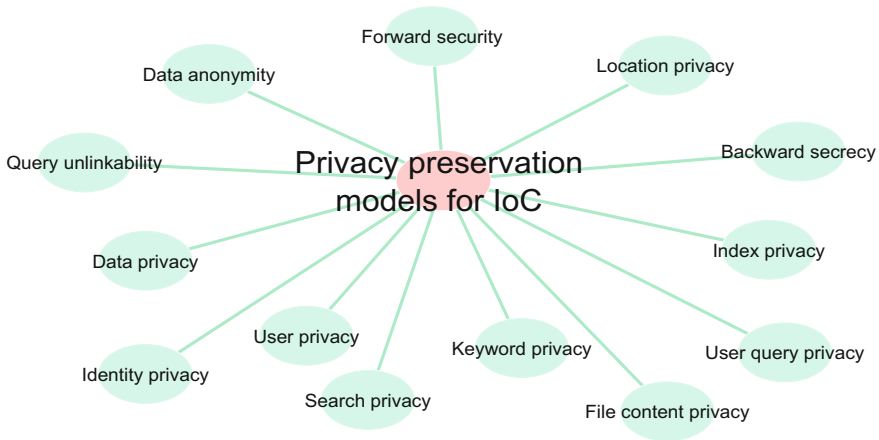 Forward security
Data anonymity
Location privacy
Query unlinkability
Privacy preservation
models for IoC
Backward secrecy
Data privacy
Index privacy
User privacy
Keyword privacy
User query privacy
Identity privacy
Search privacy
File content privacy